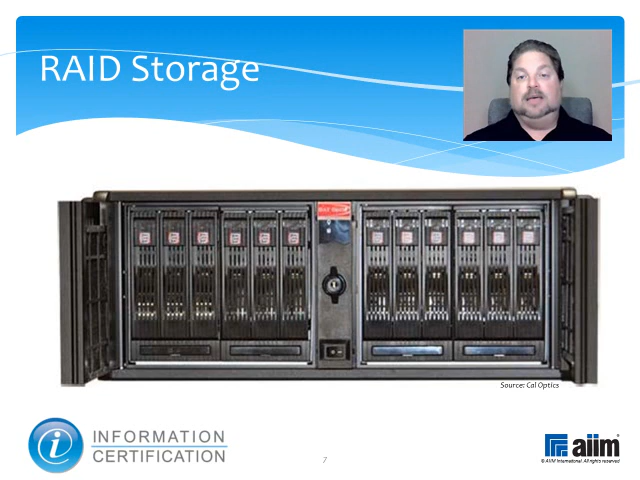 RAID Storage
Source: Cal Optics
INFORMATION
CERTIFICATION
7
aiim
© AIIM International. All rights reserved